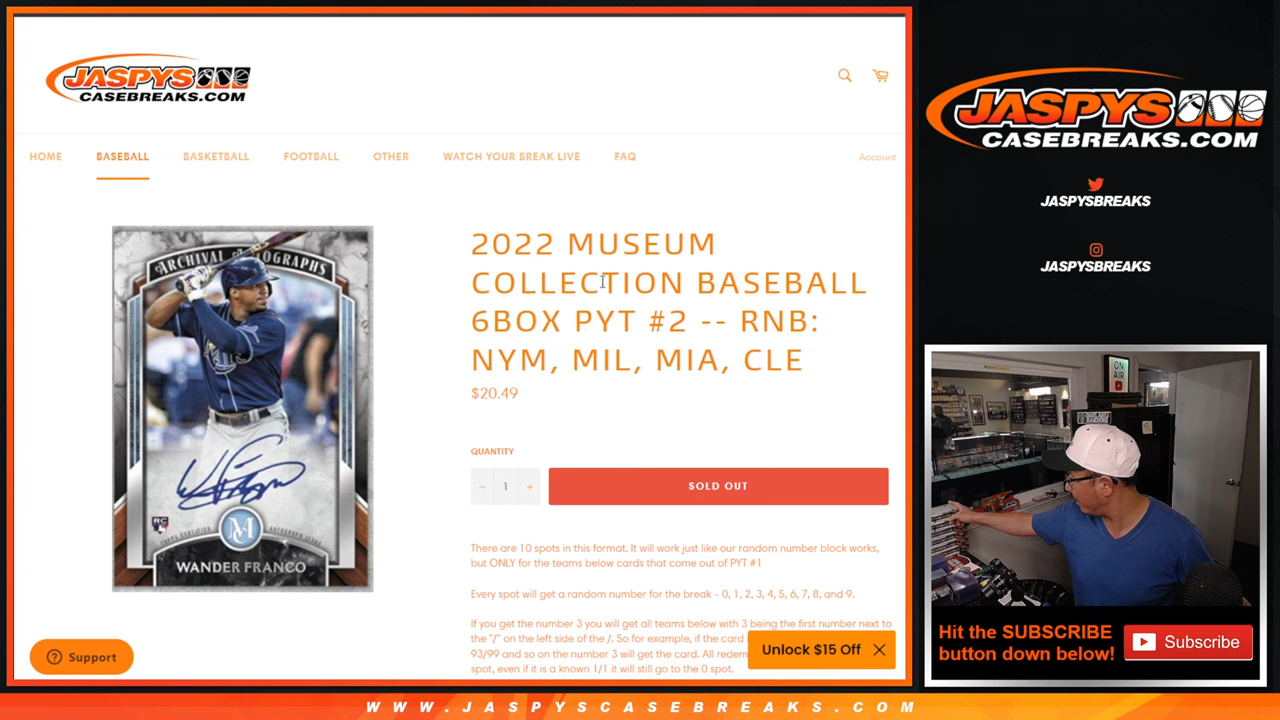 JASPYS
CASEBREAKS.COM
HOME BASEBALL BASKETBALL FOOTBALL OTHER WATCH YOUR BREAK LIVE FAQ Account
ARCHIVAL AUTOGRAPHS
RC
WANDER FRANCO
2022 MUSEUM
COLLECTION BASEBALL
6BOX PYT #2 -- RNB:
NYM, MIL, MIA, CLE
$20.49
QUANTITY
− 1 +
SOLD OUT
There are 10 spots in this format. It will work just like our random number block works,
but ONLY for the teams below cards that come out of PYT #1
Every spot will get a random number for the break - 0, 1, 2, 3, 4, 5, 6, 7, 8, and 9.
If you get the number 3 you will get all teams below with 3 being the first number next to
the "/" on the left side of the /. So for example, if the card
93/99 and so on the number 3 will get the card. All redem
spot, even if it is a known 1/1 it will still go to the 0 spot.
Support
Unlock $15 Off
JASPYS
CASEBREAKS.COM
JASPYSBREAKS
JASPYSBREAKS
ON
AIR
Hit the SUBSCRIBE
button down below!
Subscribe
WWW.JASPYSCASEBREAKS.COM